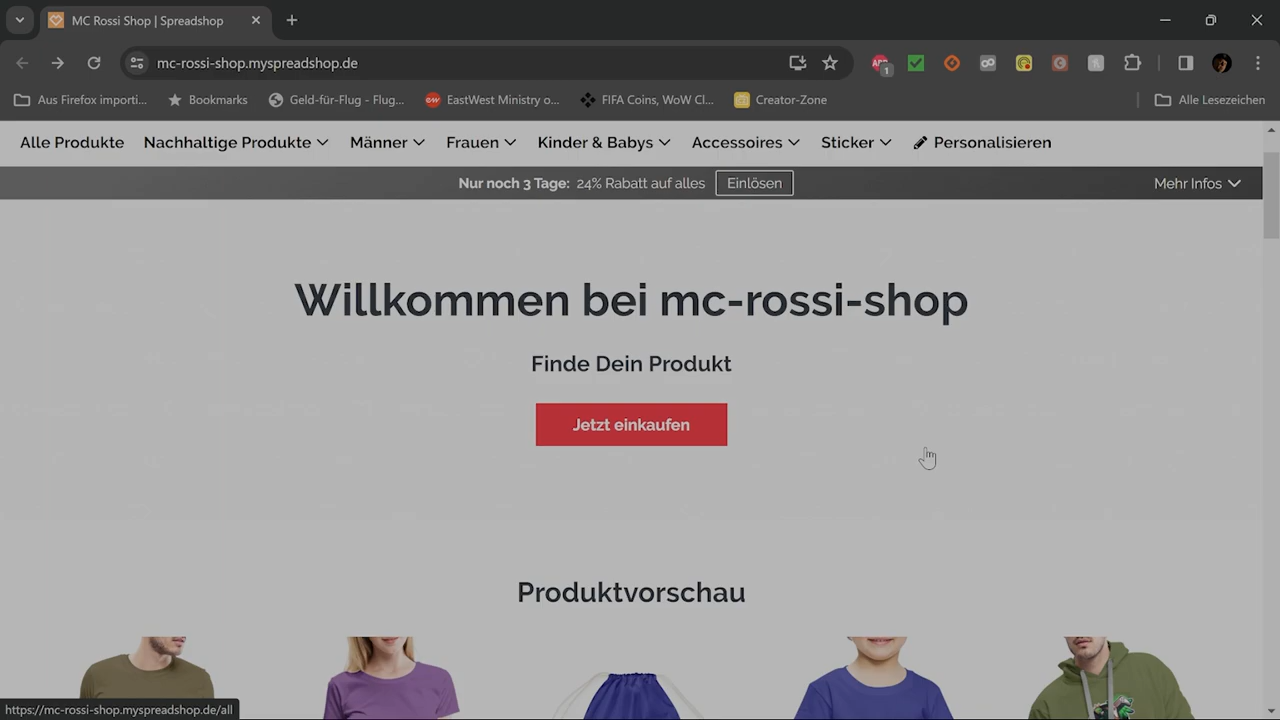 MC Rossi Shop | Spreadshop
mc-rossi-shop.myspreadshop.de
1
Aus Firefox importi...
Bookmarks
Geld-für-Flug - Flug...
EastWest Ministry o...
FIFA Coins, WoW Cl...
Creator-Zone
Alle Lesezeichen
Alle Produkte Nachhaltige Produkte Männer Frauen Kinder & Babys Accessoires Sticker Personalisieren
Nur noch 3 Tage: 24% Rabatt auf alles Einlösen Mehr Infos
Willkommen bei mc-rossi-shop
Finde Dein Produkt
Jetzt einkaufen
Produktvorschau
https://mc-rossi-shop.myspreadshop.de/all